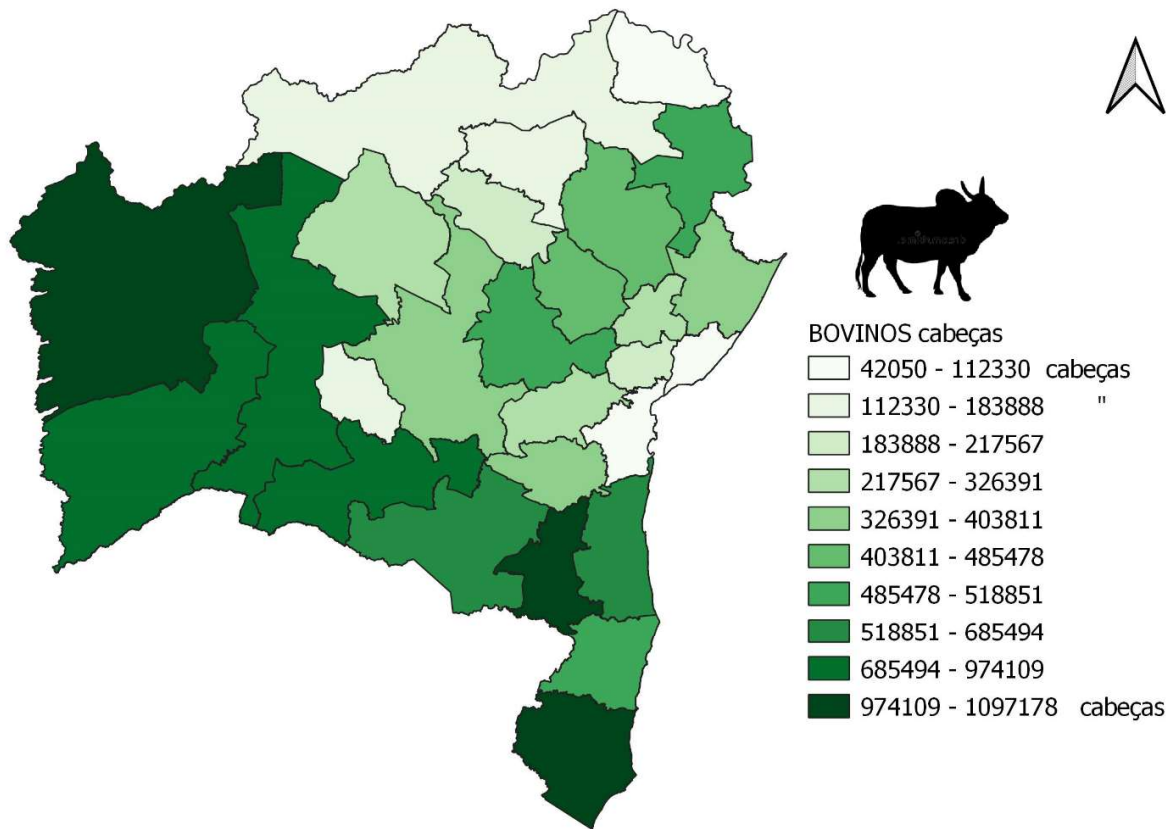 BOVINOS cabeças
42050 - 112330 cabeças
112330 - 183888 "
183888 - 217567
217567 - 326391
326391 - 403811
403811 - 485478
485478 - 518851
518851 - 685494
685494 - 974109
974109 - 1097178 cabeças